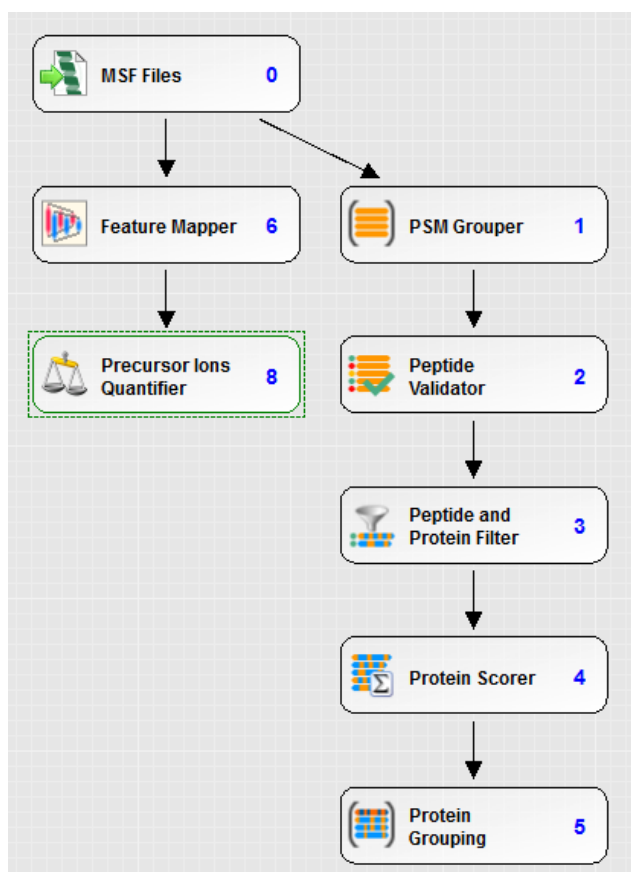 MSF Files 0
Feature Mapper 6
PSM Grouper 1
Precursor Ions
Quantifier 8
Peptide
Validator 2
Peptide and
Protein Filter 3
Protein Scorer 4
Protein
Grouping 5